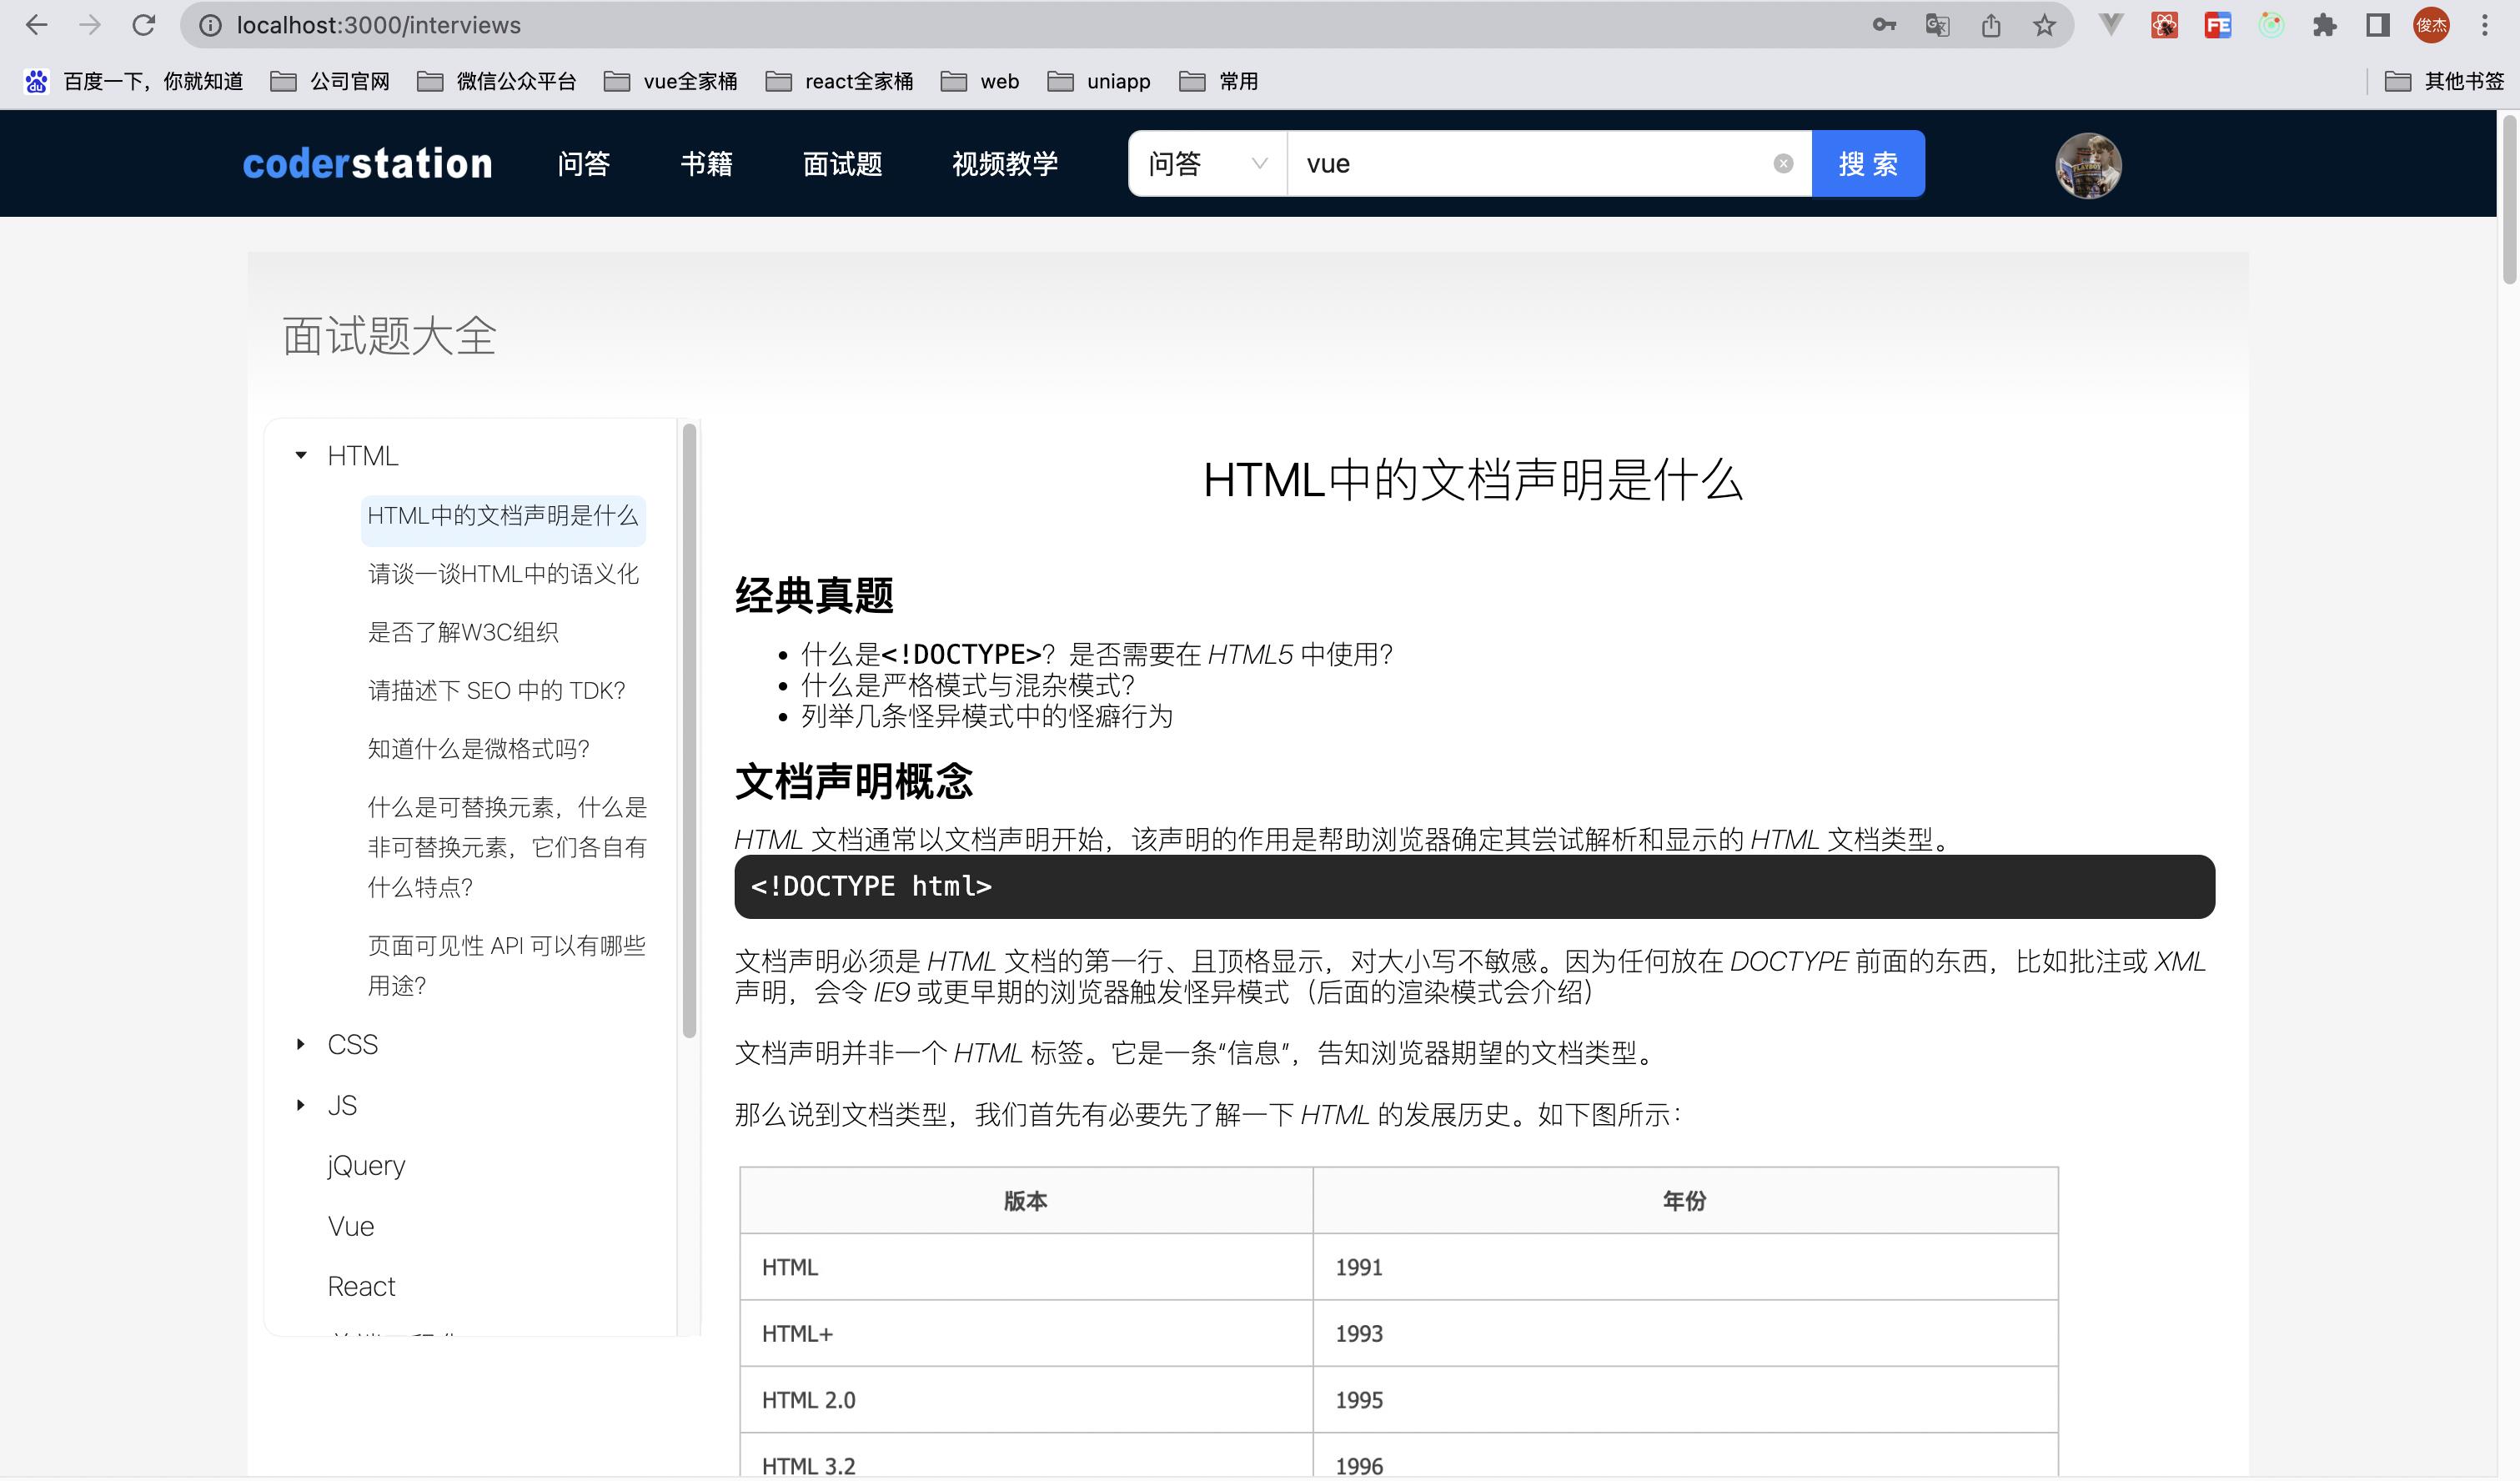 localhost:3000/interviews
俊杰
百度一下，你就知道
公司官网
微信公众平台
vue全家桶
react全家桶
web
uniapp
常用
其他书签
coderstation
问答
书籍
面试题
视频教学
问答
vue
搜 索
面试题大全
HTML
HTML中的文档声明是什么
请谈一谈HTML中的语义化
是否了解W3C组织
请描述下 SEO 中的 TDK?
知道什么是微格式吗?
什么是可替换元素，什么是
非可替换元素，它们各自有
什么特点?
页面可见性 API 可以有哪些
用途?
CSS
JS
jQuery
Vue
React
HTML中的文档声明是什么
经典真题
• 什么是<!DOCTYPE>? 是否需要在 HTML5 中使用?
• 什么是严格模式与混杂模式?
• 列举几条怪异模式中的怪癖行为
文档声明概念
HTML 文档通常以文档声明开始，该声明的作用是帮助浏览器确定其尝试解析和显示的 HTML 文档类型。
<!DOCTYPE html>
文档声明必须是 HTML 文档的第一行、且顶格显示，对大小写不敏感。因为任何放在 DOCTYPE 前面的东西，比如批注或 XML
声明，会令 IE9 或更早期的浏览器触发怪异模式（后面的渲染模式会介绍）
文档声明并非一个 HTML 标签。它是一条“信息”，告知浏览器期望的文档类型。
那么说到文档类型，我们首先有必要先了解一下 HTML 的发展历史。如下图所示：
版本 年份
HTML 1991
HTML+ 1993
HTML 2.0 1995
HTML 3.2 1996